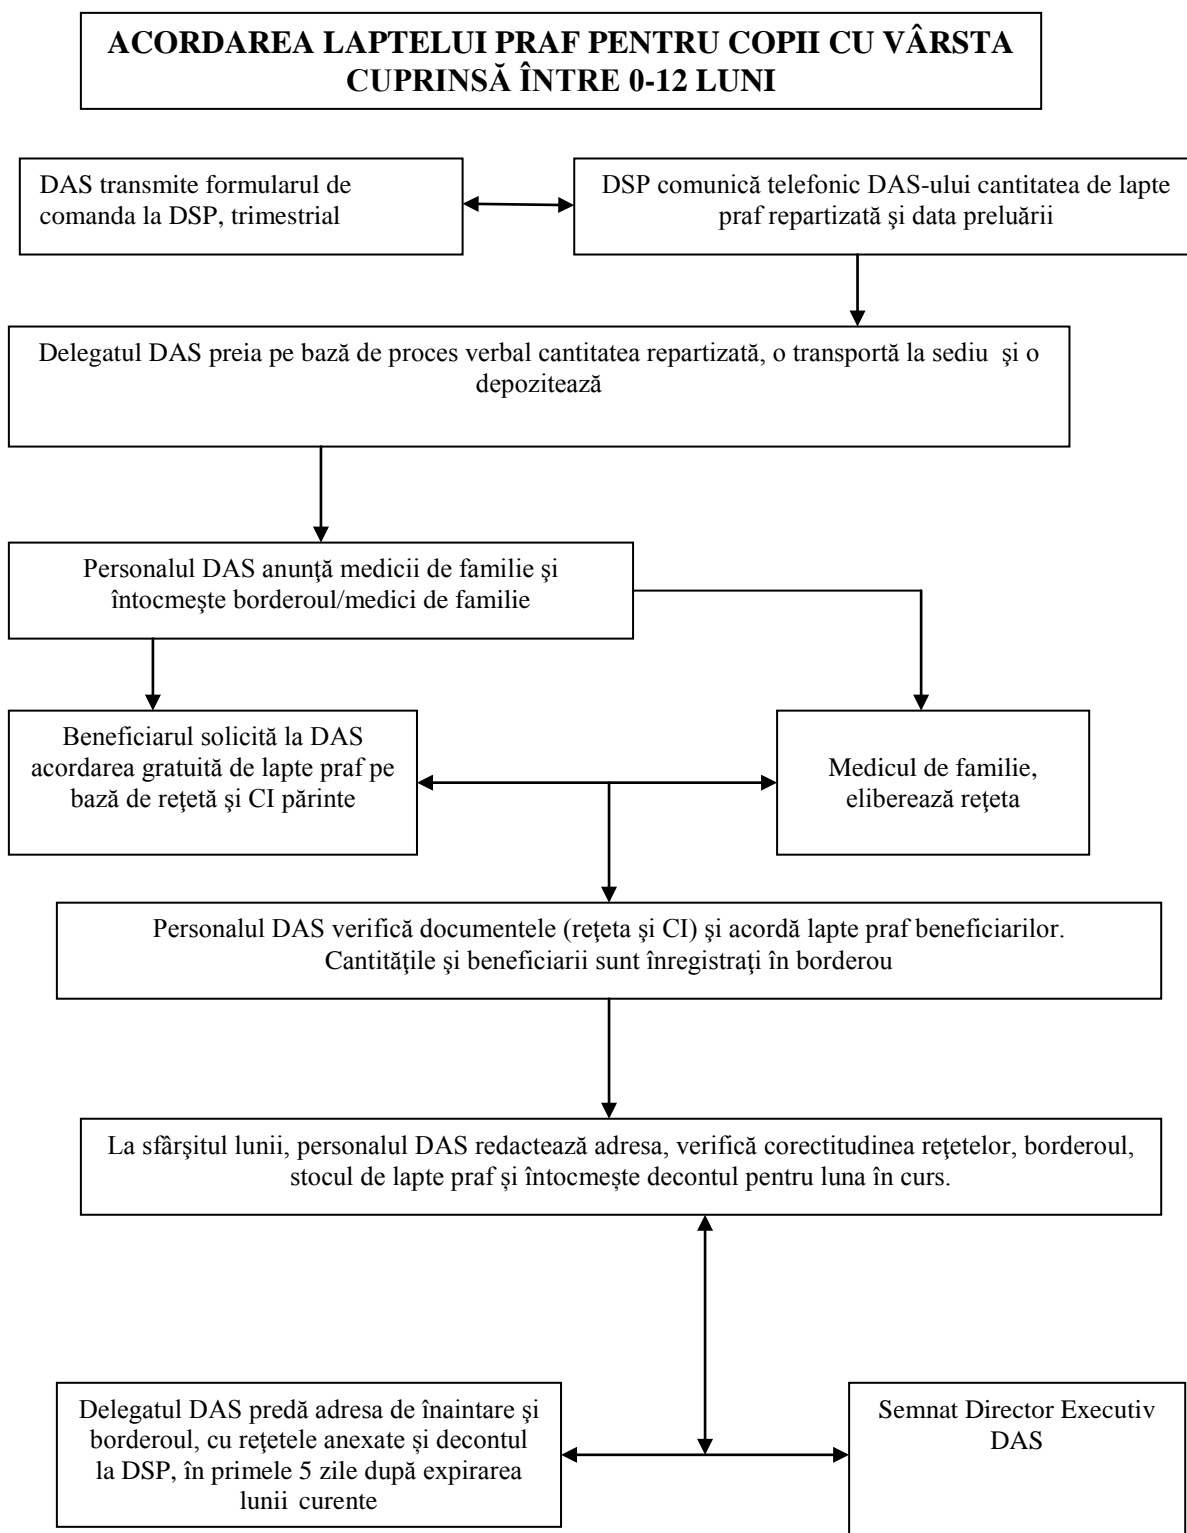 ACORDAREA LAPTELUI PRAF PENTRU COPII CU VÂRSTA
CUPRINSĂ ÎNTRE 0-12 LUNI
DAS transmite formularul de
comanda la DSP, trimestrial
DSP comunică telefonic DAS-ului cantitatea de lapte
praf repartizată şi data preluării
Delegatul DAS preia pe bază de proces verbal cantitatea repartizată, o transportă la sediu şi o
depozitează
Personalul DAS anunţă medicii de familie şi
întocmeşte borderoul/medici de familie
Beneficiarul solicită la DAS
acordarea gratuită de lapte praf pe
bază de reţetă şi CI părinte
Medicul de familie,
eliberează reţeta
Personalul DAS verifică documentele (reţeta şi CI) şi acordă lapte praf beneficiarilor.
Cantităţile şi beneficiarii sunt înregistraţi în borderou
La sfârşitul lunii, personalul DAS redactează adresa, verifică corectitudinea reţetelor, borderoul,
stocul de lapte praf și întocmește decontul pentru luna în curs.
Delegatul DAS predă adresa de înaintare şi
borderoul, cu reţetele anexate și decontul
la DSP, în primele 5 zile după expirarea
lunii curente
Semnat Director Executiv
DAS